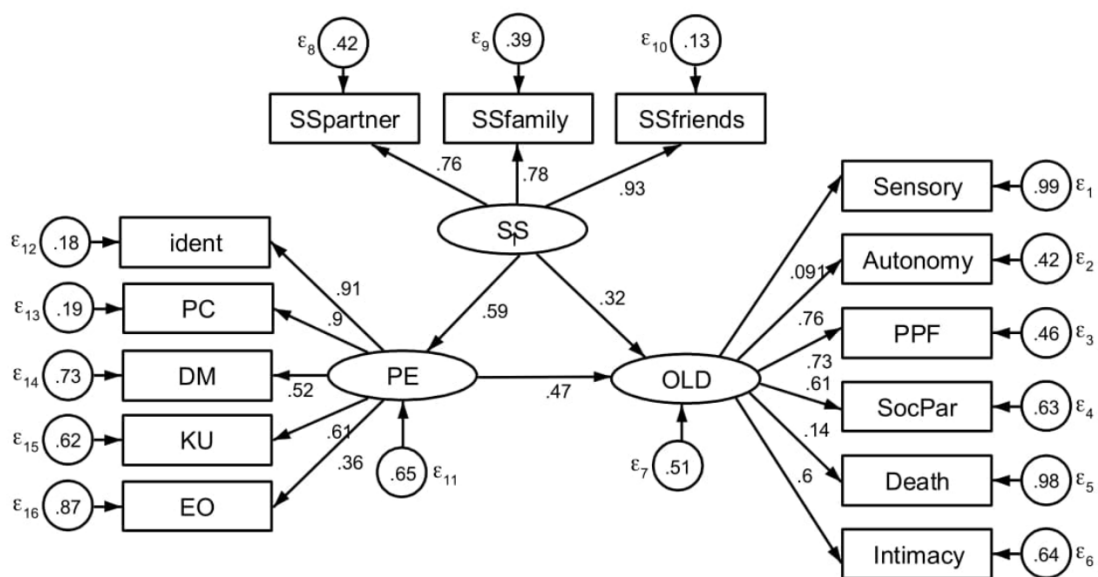 ε8 .42
ε9 .39
ε10 .13
SSpartner SSfamily SSfriends
.76 .78 .93
SS
1
.59 .32
ε12 .18 ident
ε13 .19 PC
ε14 .73 DM
ε15 .62 KU
ε16 .87 EO
.91
.9
.52
.61
.36
PE
.65 ε11
.47
OLD
ε7 .51
.091
.76
.73
.61
.14
.6
Sensory .99 ε1
Autonomy .42 ε2
PPF .46 ε3
SocPar .63 ε4
Death .98 ε5
Intimacy .64 ε6